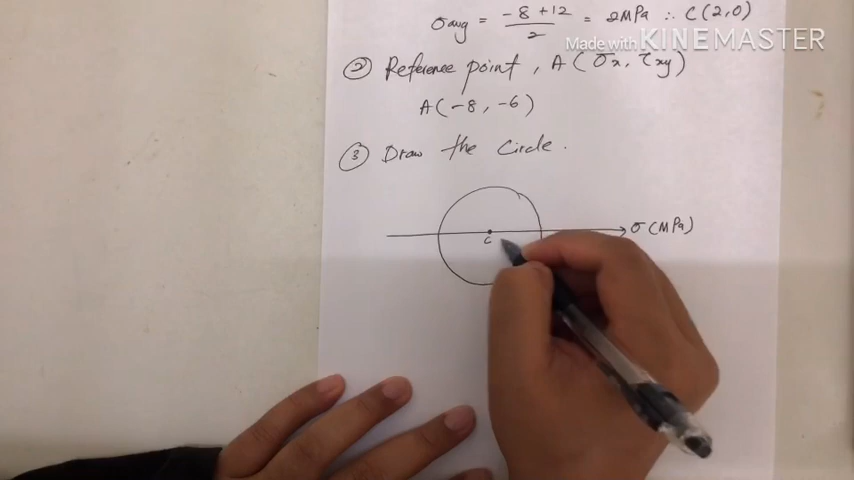 σavg = -8 + 12 / 2 = 2MPa ∴ C(2,0)
Made with KINEMASTER
② Reference point, A(σx, τxy)
A(-8, -6)
③ Draw the Circle.
σ(MPa)
C